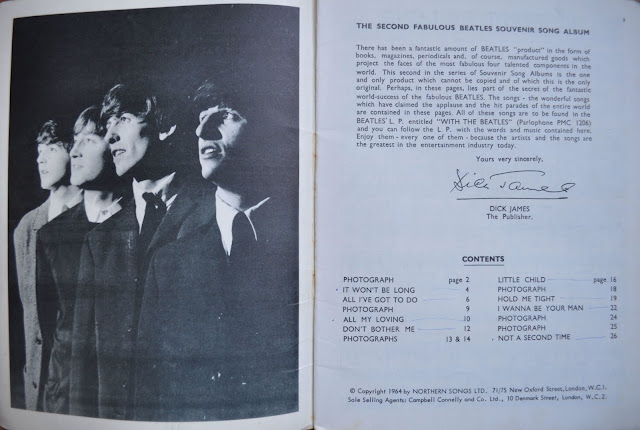 THE SECOND FABULOUS BEATLES SOUVENIR SONG ALBUM
There has been a fantastic amount of BEATLES "product" in the form of
books, magazines, periodicals and, of course, manufactured goods which
project the faces of the most fabulous four talented components in the
world. This second in the series of Souvenir Song Albums is the one
and only product which cannot be copied and of which this is the only
original. Perhaps, in these pages, lies part of the secret of the fantastic
world-success of the fabulous BEATLES. The songs - the wonderful songs
which have claimed the applause and the hit parades of the entire world
are contained in these pages. All of these songs are to be found in the
BEATLES' L. P. entitled "WITH THE BEATLES" (Parlophone PMC 1206)
and you can follow the L. P. with the words and music contained here.
Enjoy them - every one of them - because the artists and the songs are
the greatest in the entertainment industry today.
Yours very sincerely,
Dick James
DICK JAMES
The Publisher.
CONTENTS
PHOTOGRAPH page 2
IT WON'T BE LONG 4
ALL I'VE GOT TO DO 6
PHOTOGRAPH 9
ALL MY LOVING 10
DON'T BOTHER ME 12
PHOTOGRAPHS 13 & 14
LITTLE CHILD page 16
PHOTOGRAPH 18
HOLD ME TIGHT 19
I WANNA BE YOUR MAN 22
PHOTOGRAPH 24
PHOTOGRAPH 25
NOT A SECOND TIME 26
© Copyright 1964 by NORTHERN SONGS LTD. 71/75 New Oxford Street, London, W.C.1.
Sole Selling Agents: Campbell Connelly and Co. Ltd., 10 Denmark Street, London, W.C.2.